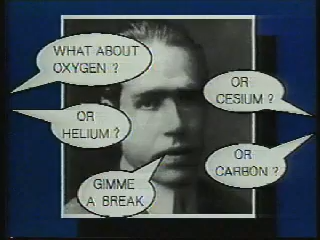 WHAT ABOUT
OXYGEN ?
OR
HELIUM ?
OR
CESIUM ?
OR
CARBON ?
GIMME
A BREAK